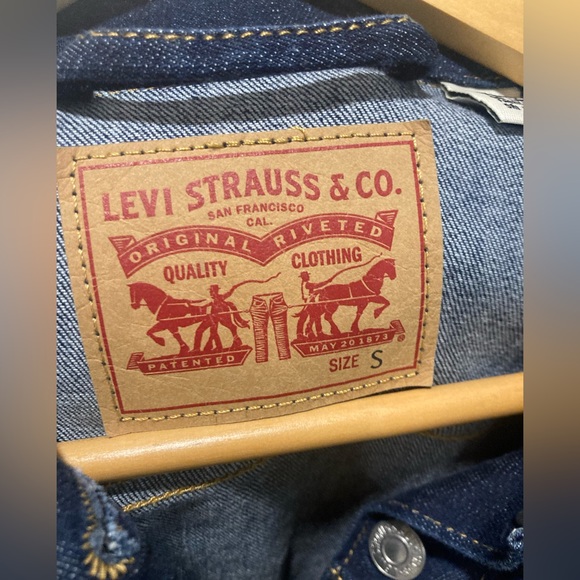 LEVI STRAUSS & CO.
SAN FRANCISCO
CAL.
ORIGINAL RIVETED
QUALITY CLOTHING
PATENTED MAY 20 1873 ®
SIZE S